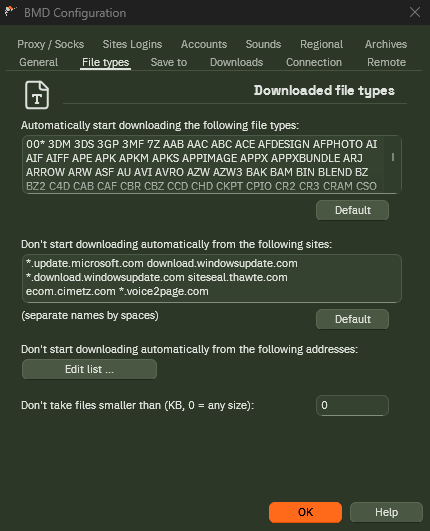 BMD Configuration
Proxy / Socks Sites Logins Accounts Sounds Regional Archives
General File types Save to Downloads Connection Remote
T
Downloaded file types
Automatically start downloading the following file types:
00* 3DM 3DS 3GP 3MF 7Z AAB AAC ABC ACE AFDESIGN AFPHOTO AI
AIF AIFF APE APK APKM APKS APPIMAGE APPX APPXBUNDLE ARJ
ARROW ARW ASF AU AVI AVRO AZW AZW3 BAK BAM BIN BLEND BZ
BZ2 C4D CAB CAF CBR CBZ CCD CHD CKPT CPIO CR2 CR3 CRAM CSO
Default
Don't start downloading automatically from the following sites:
*.update.microsoft.com download.windowsupdate.com
*.download.windowsupdate.com siteseal.thawte.com
ecom.cimetz.com *.voice2page.com
(separate names by spaces)
Default
Don't start downloading automatically from the following addresses:
Edit list ...
Don't take files smaller than (KB, 0 = any size): 0
OK Help